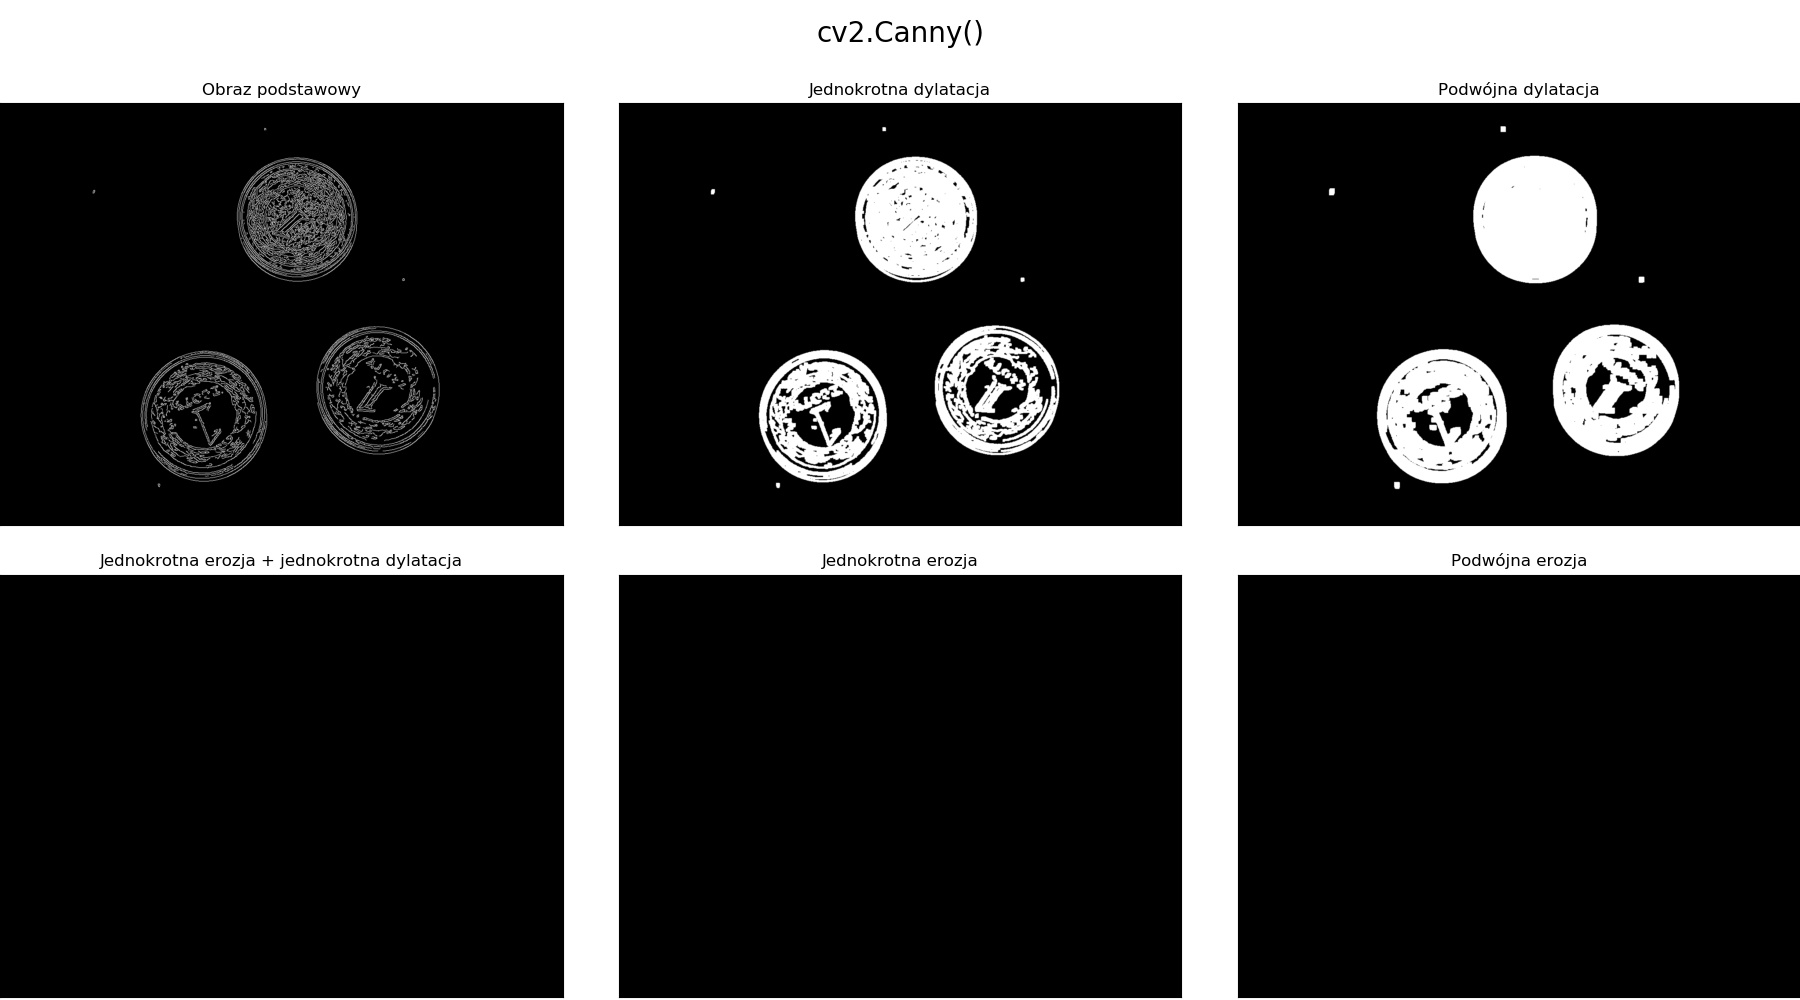 cv2.Canny()
Obraz podstawowy
Jednokrotna dylatacja
Podwójna dylatacja
Jednokrotna erozja + jednokrotna dylatacja
Jednokrotna erozja
Podwójna erozja